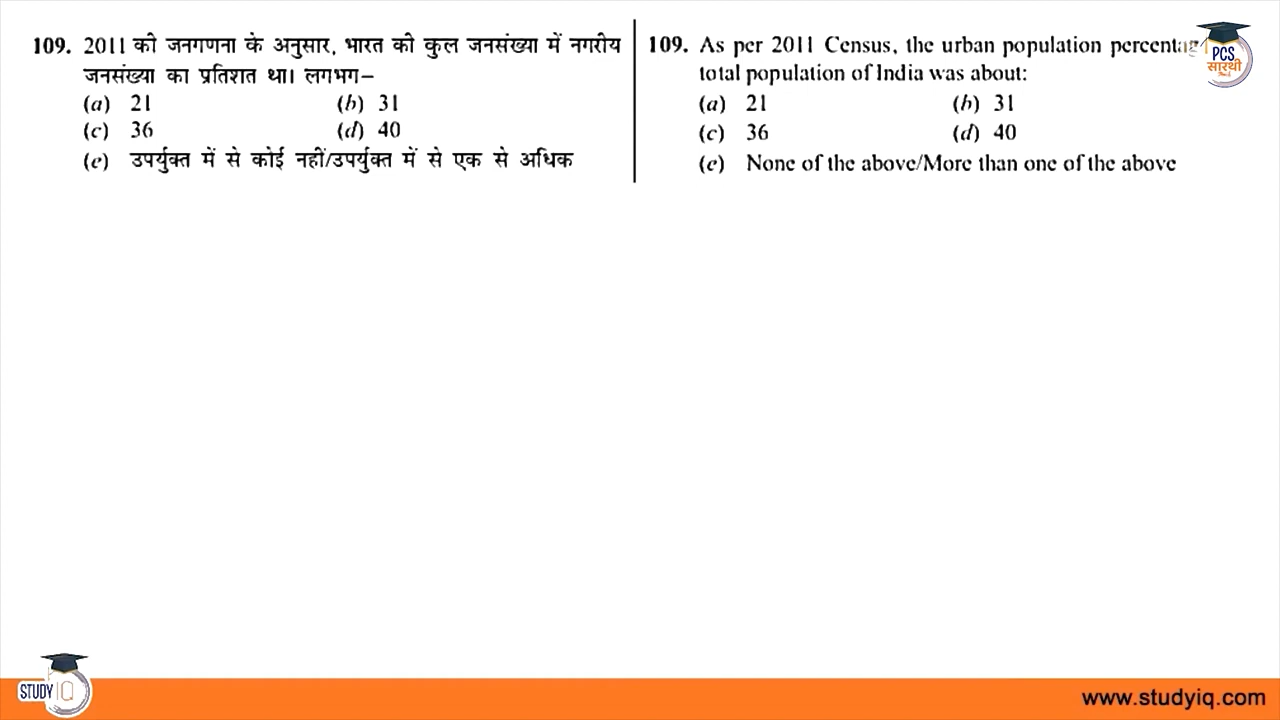 109. 2011 की जनगणना के अनुसार, भारत की कुल जनसंख्या में नगरीय
जनसंख्या का प्रतिशत था। लगभग–
(a) 21 (b) 31
(c) 36 (d) 40
(e) उपर्युक्त में से कोई नहीं/उपर्युक्त में से एक से अधिक
109. As per 2011 Census, the urban population
total population of India was about:
(a) 21 (b) 31
(c) 36 (d) 40
(e) None of the above/More than one of the above
PCS
सारथी
STUDY IQ
www.studyiq.com